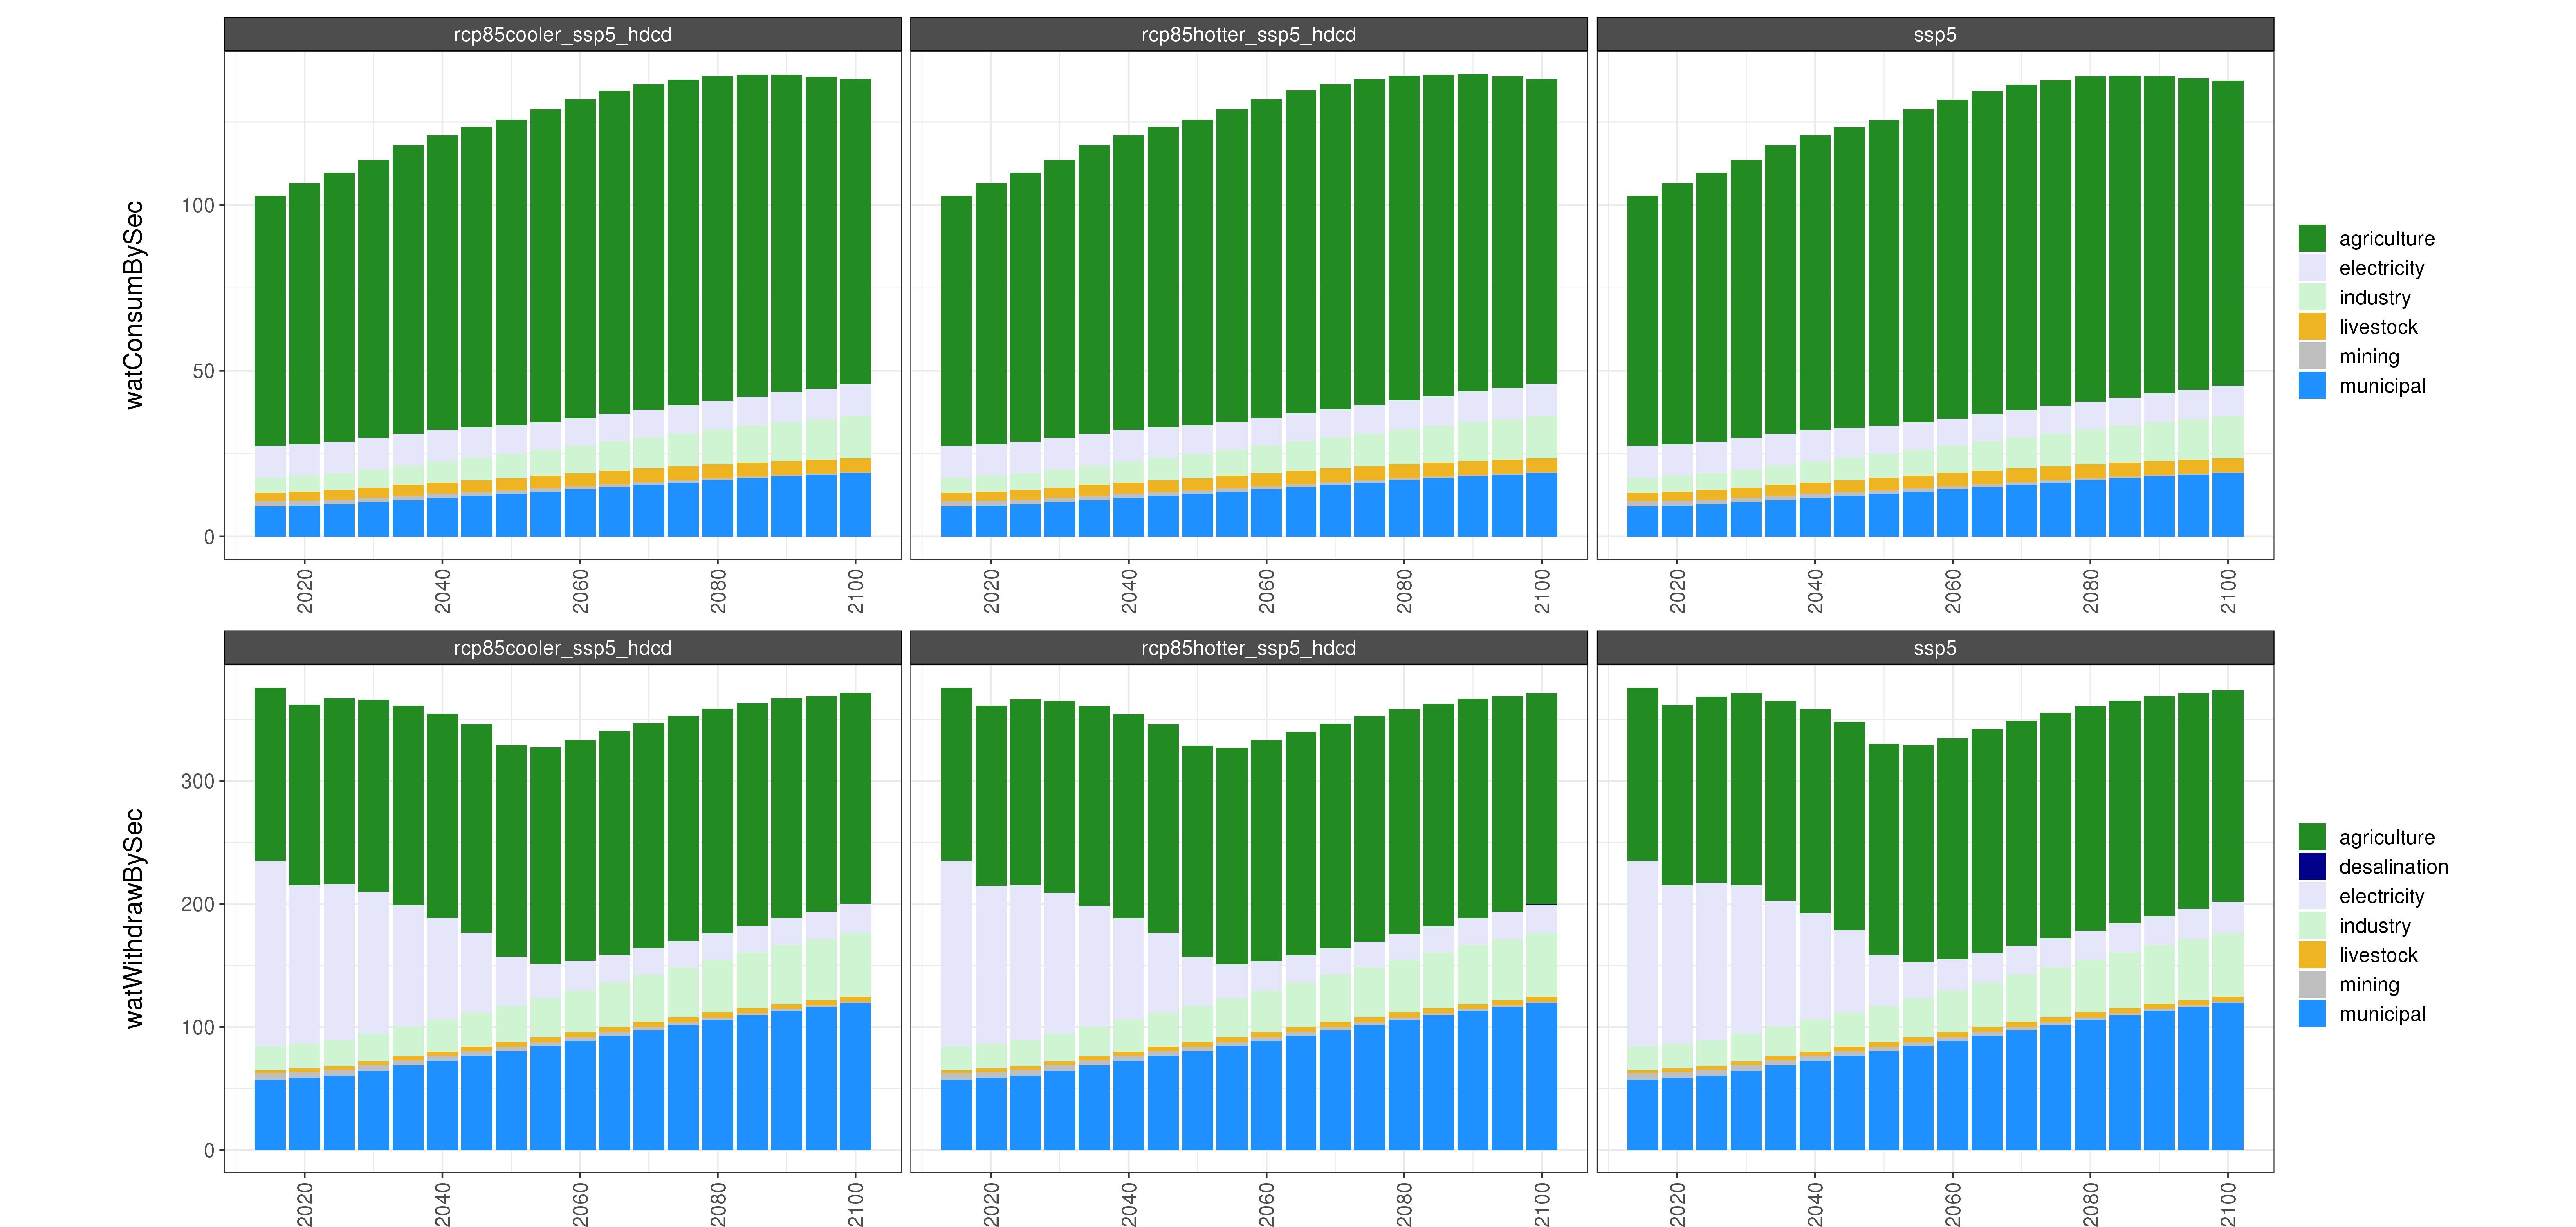 rcp85cooler_ssp5_hdcd rcp85hotter_ssp5_hdcd ssp5
watConsumBySec
100
50
0
2020 2040 2060 2080 2100 2020 2040 2060 2080 2100 2020 2040 2060 2080 2100
agriculture
electricity
industry
livestock
mining
municipal
rcp85cooler_ssp5_hdcd rcp85hotter_ssp5_hdcd ssp5
watWithdrawBySec
300
200
100
0
2020 2040 2060 2080 2100 2020 2040 2060 2080 2100 2020 2040 2060 2080 2100
agriculture
desalination
electricity
industry
livestock
mining
municipal